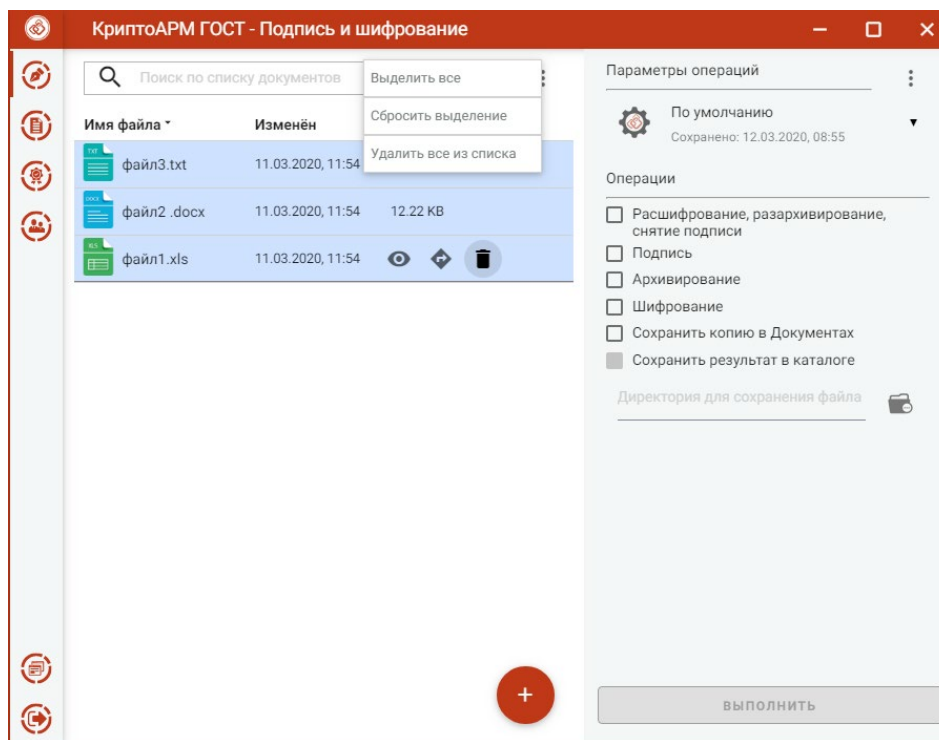 КриптоАРМ ГОСТ - Подпись и шифрование
Поиск по списку документов
Выделить все
Сбросить выделение
Удалить все из списка
Имя файла
Изменён
TXT
файл3.txt
11.03.2020, 11:54
DOCX
файл2 .docx
11.03.2020, 11:54
12.22 KB
XLS
файл1.xls
11.03.2020, 11:54
Параметры операций
По умолчанию
Сохранено: 12.03.2020, 08:55
Операции
Расшифрование, разархивирование,
снятие подписи
Подпись
Архивирование
Шифрование
Сохранить копию в Документах
Сохранить результат в каталоге
Директория для сохранения файла
ВЫПОЛНИТЬ